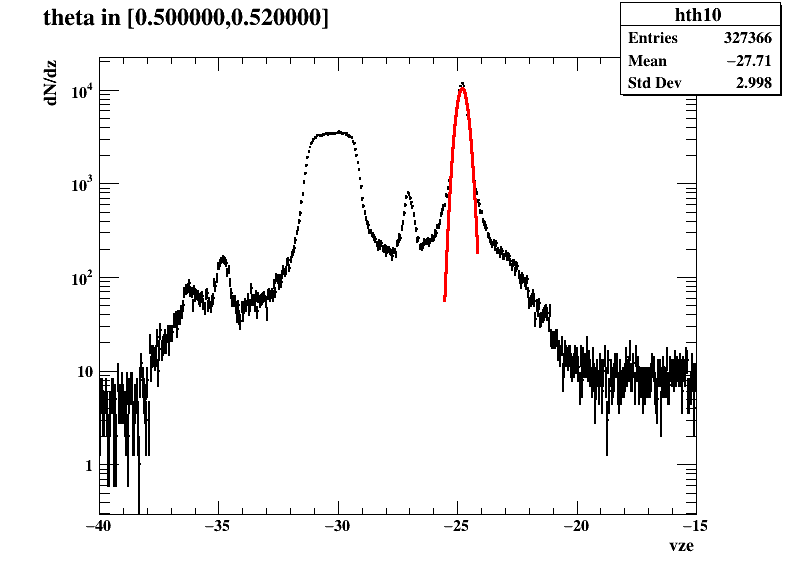 theta in [0.500000,0.520000]
hth10
Entries 327366
Mean −27.71
Std Dev 2.998
dN/dz
10^4
10^3
10^2
10
1
−40 −35 −30 −25 −20 −15
vze